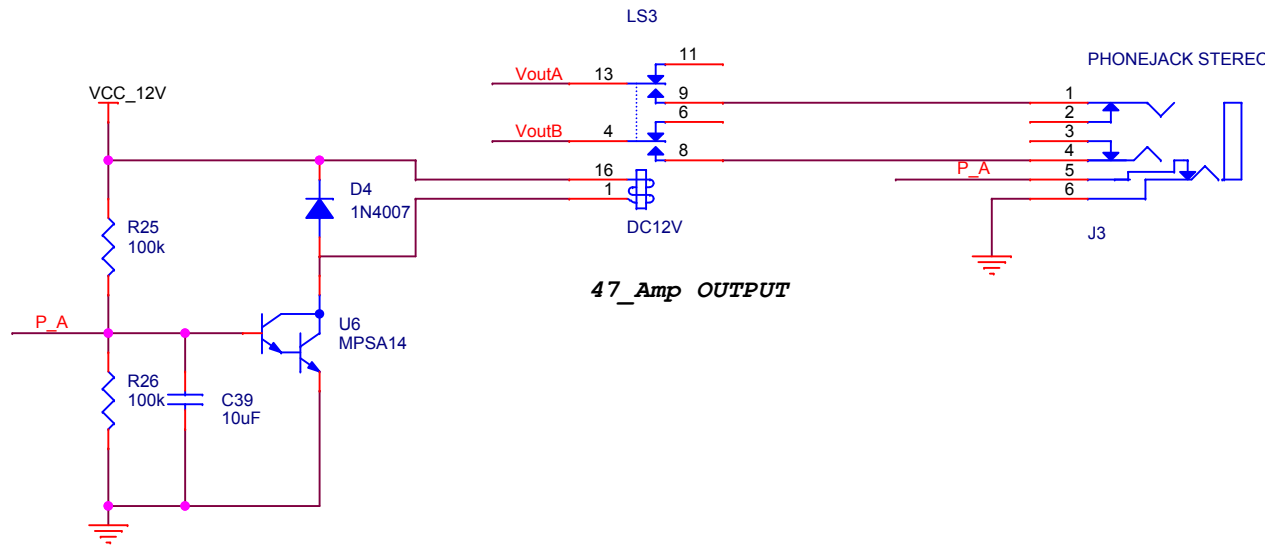 LS3
11
PHONEJACK STEREO
VoutA 13
VCC_12V
9
1
6
2
VoutB 4
3
8
4
D4
16
P_A
5
1N4007
1
6
R25
DC12V
J3
100k
47_Amp OUTPUT
P_A
U6
MPSA14
R26
100k
C39
10uF